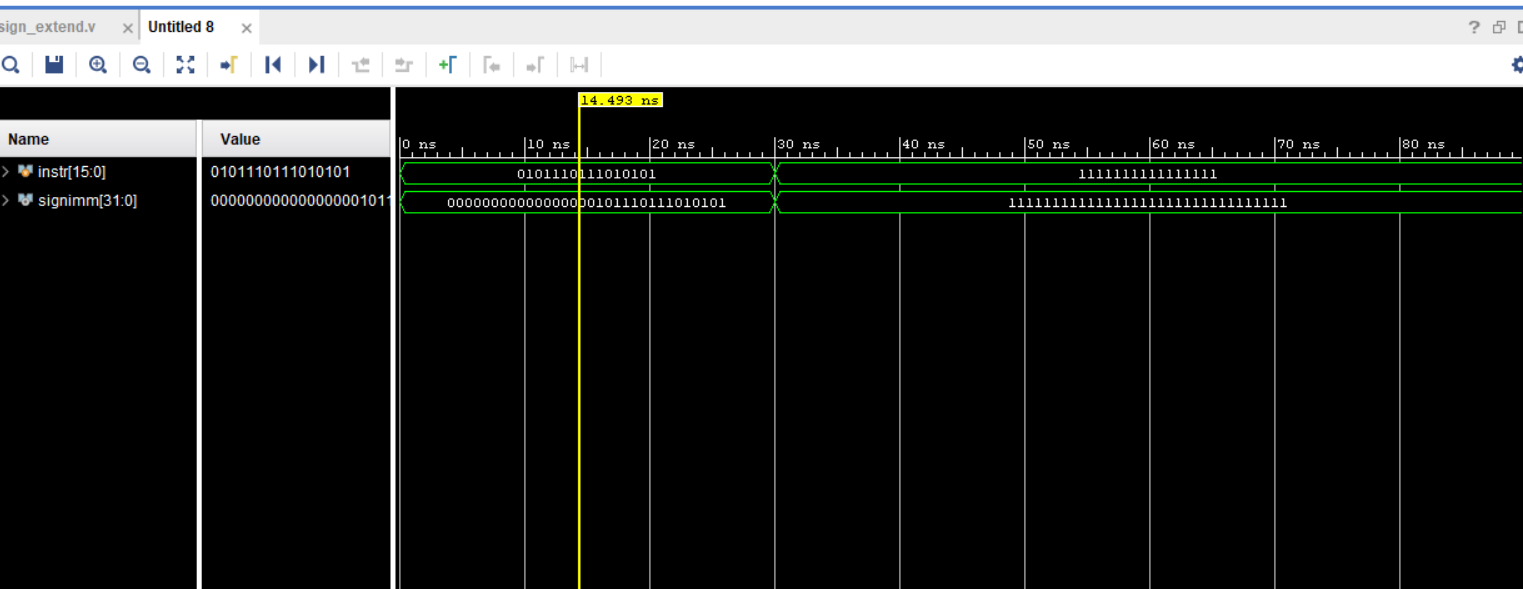 sign_extend.v × Untitled 8 × ?
14.493 ns
Name Value
0 ns 10 ns 20 ns 30 ns 40 ns 50 ns 60 ns 70 ns 80 ns
instr[15:0] 0101110111010101 0101110111010101 1111111111111111
signimm[31:0] 000000000000000001011 00000000000000000101110111010101 11111111111111111111111111111111